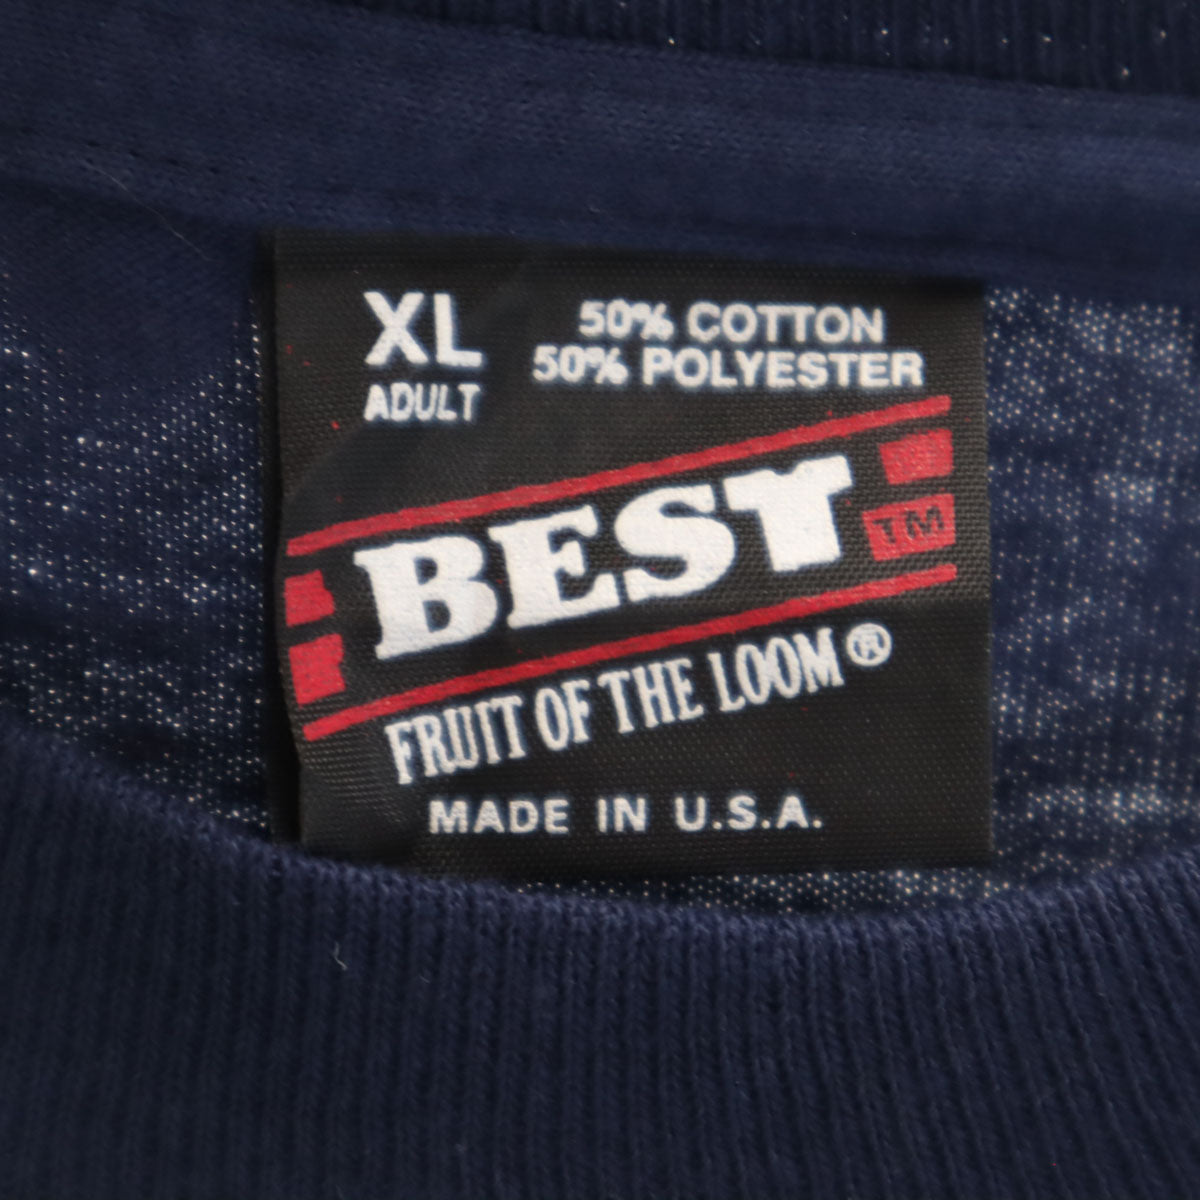 XL
ADULT
50% COTTON
50% POLYESTER
BEST TM
FRUIT OF THE LOOM®
MADE IN U.S.A.